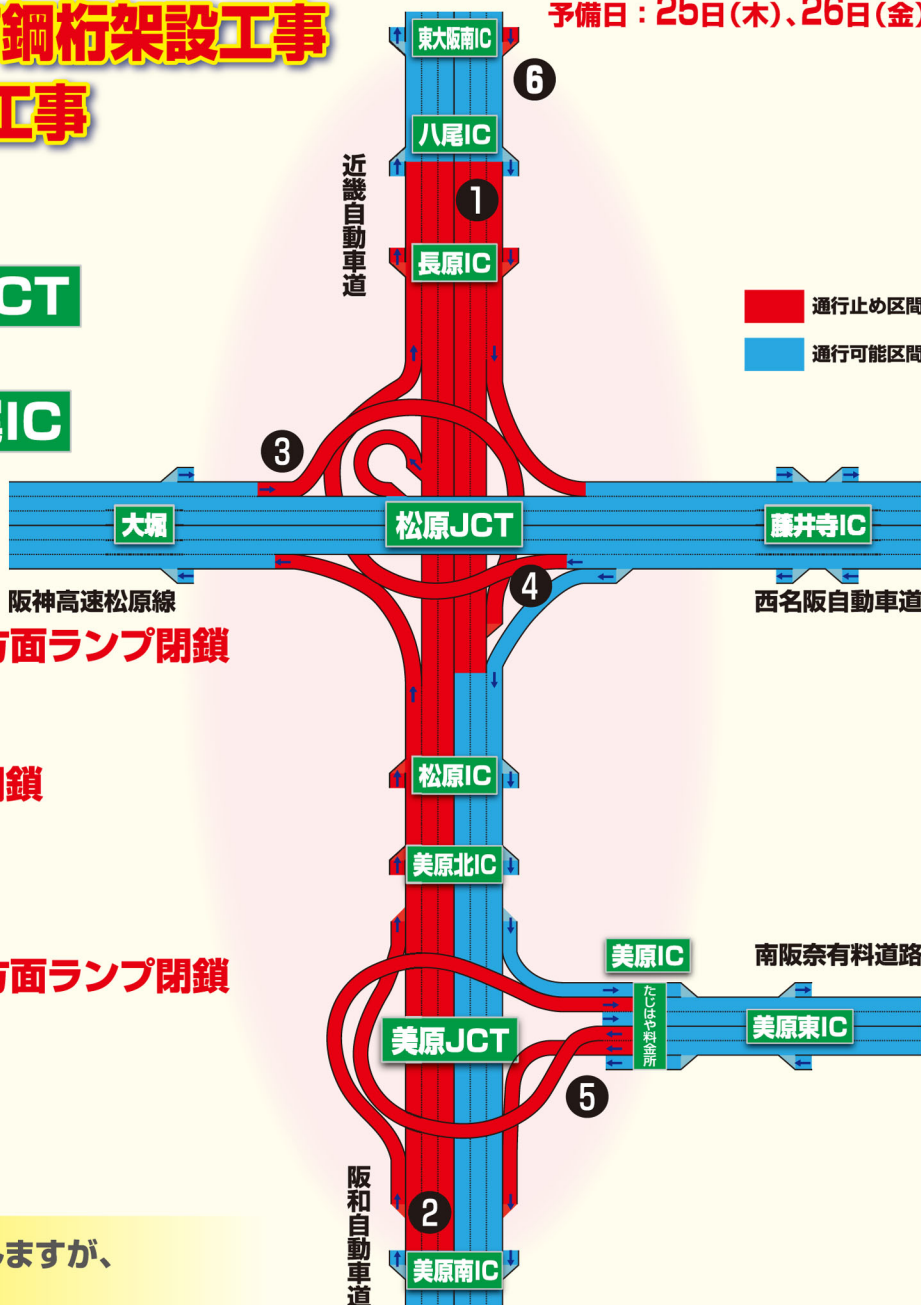 鋼桁架設工事
工事
予備日：25日(木)、26日(金)
東大阪南IC
❻
八尾IC
近畿自動車道
❶
長原IC
CT
通行止め区間
通行可能区間
IC
❸
大堀
松原JCT
藤井寺IC
❹
阪神高速松原線
西名阪自動車道
方面ランプ閉鎖
松原IC
鎖
美原北IC
美原IC
南阪奈有料道路
方面ランプ閉鎖
たじはや料金所
美原東IC
美原JCT
❺
阪和自動車道
❷
しますが、
美原南IC